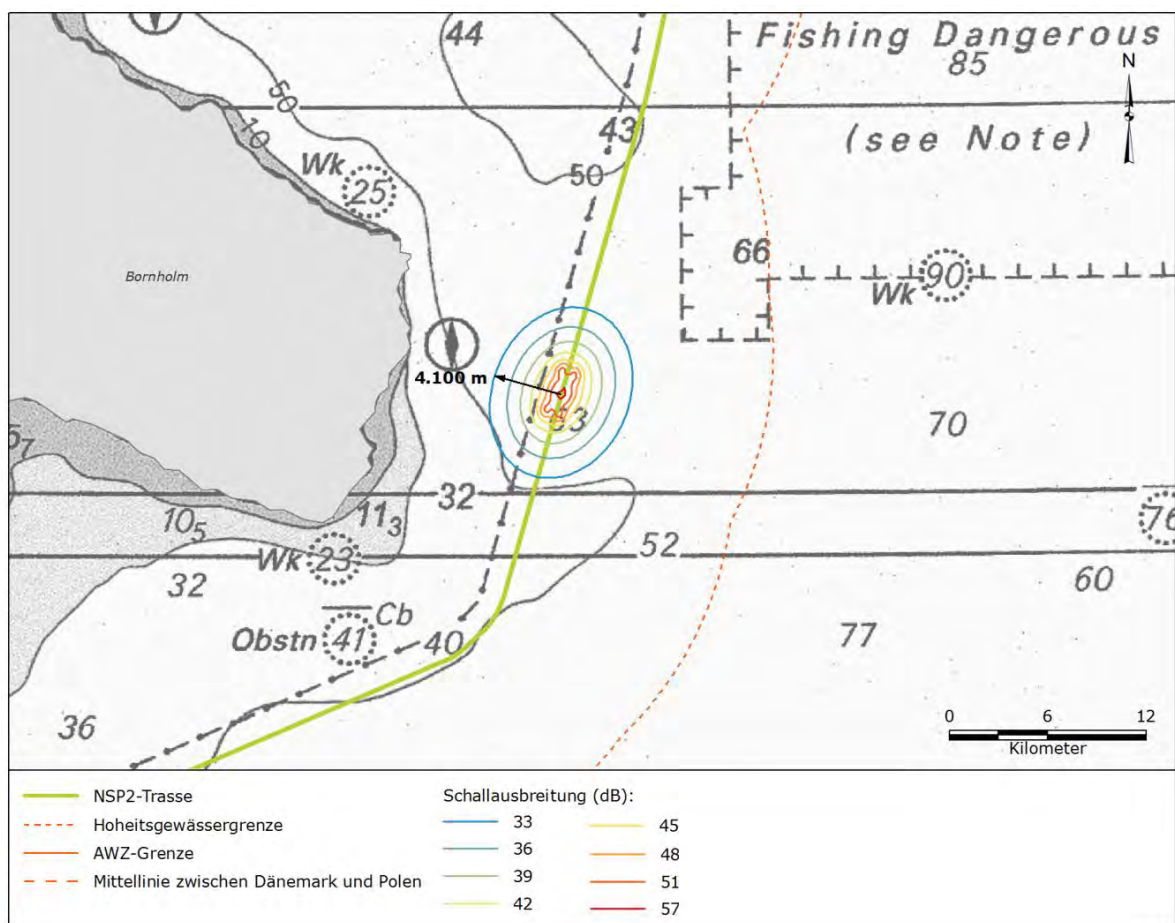 44
Fishing Dangerous
85
N
50
10
43
(see Note)
Wk 25
50
66
Bornholm
Wk 90
4.100 m
63
70
32
11₃
10₅
76
52
Wk 23
32
60
Cb
Obstn 41
40
77
36
0 6 12
Kilometer
NSP2-Trasse
Hoheitsgewässergrenze
AWZ-Grenze
Mittellinie zwischen Dänemark und Polen
Schallausbreitung (dB):
33
36
39
42
45
48
51
57